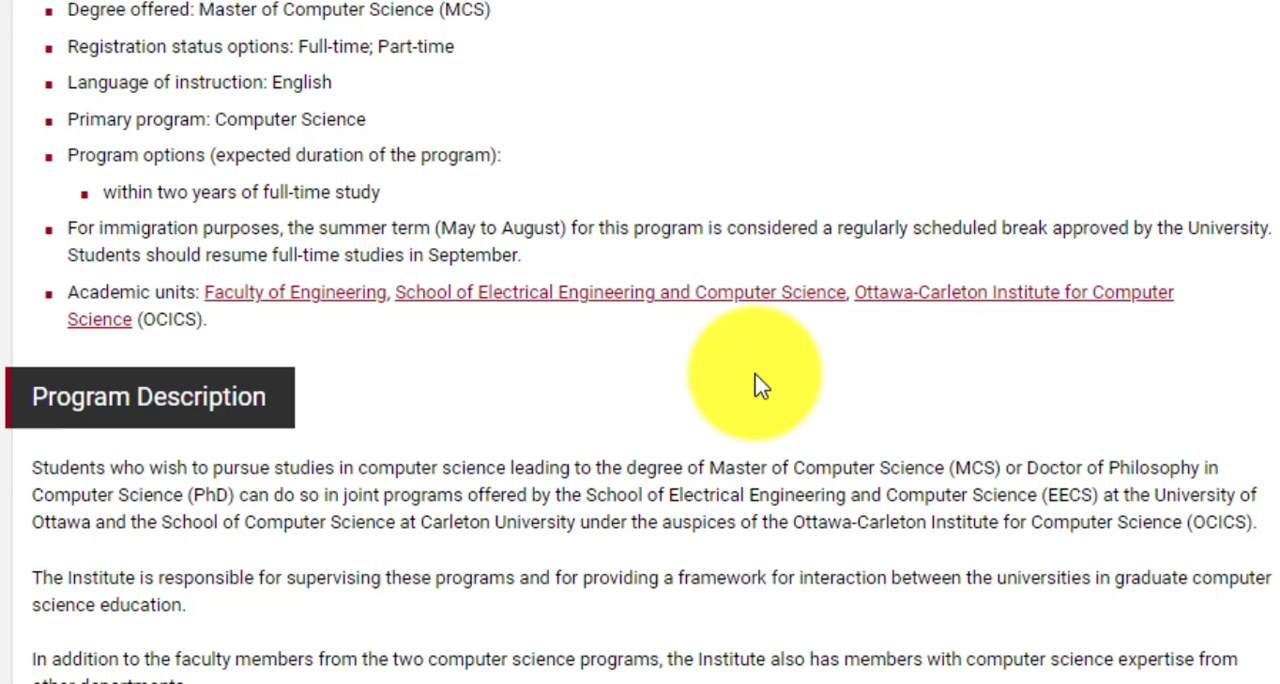 Degree offered: Master of Computer Science (MCS)
Registration status options: Full-time; Part-time
Language of instruction: English
Primary program: Computer Science
Program options (expected duration of the program):
within two years of full-time study
For immigration purposes, the summer term (May to August) for this program is considered a regularly scheduled break approved by the University.
Students should resume full-time studies in September.
Academic units: Faculty of Engineering, School of Electrical Engineering and Computer Science, Ottawa-Carleton Institute for Computer
Science (OCICS).
Program Description
Students who wish to pursue studies in computer science leading to the degree of Master of Computer Science (MCS) or Doctor of Philosophy in
Computer Science (PhD) can do so in joint programs offered by the School of Electrical Engineering and Computer Science (EECS) at the University of
Ottawa and the School of Computer Science at Carleton University under the auspices of the Ottawa-Carleton Institute for Computer Science (OCICS).
The Institute is responsible for supervising these programs and for providing a framework for interaction between the universities in graduate computer
science education.
In addition to the faculty members from the two computer science programs, the Institute also has members with computer science expertise from
other departments.